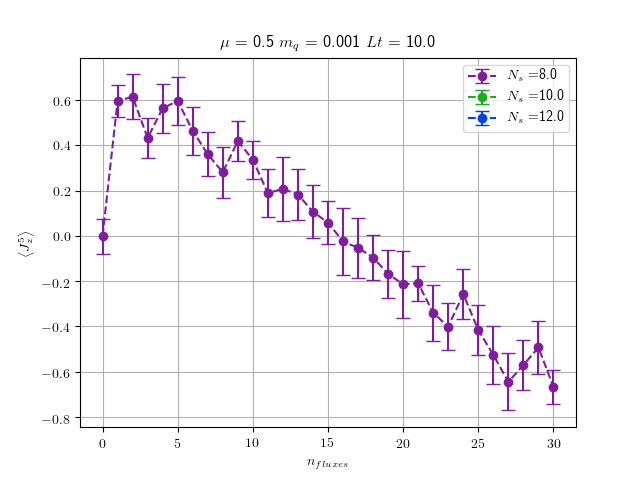 μ = 0.5 m_q = 0.001 Lt = 10.0
N_s =8.0
N_s =10.0
N_s =12.0
⟨J_z^5⟩
0.6
0.4
0.2
0.0
−0.2
−0.4
−0.6
−0.8
0 5 10 15 20 25 30
n_{fluxes}